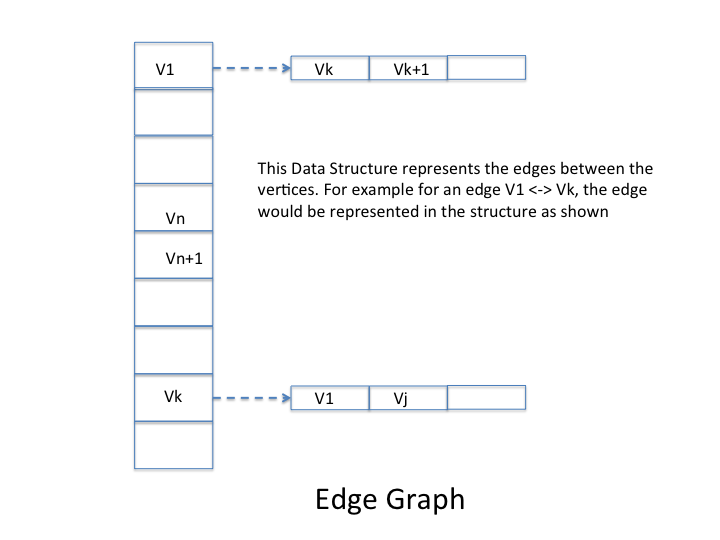 V1
Vk
Vk+1
This Data Structure represents the edges between the
vertices. For example for an edge V1 <-> Vk, the edge
would be represented in the structure as shown
Vn
Vn+1
Vk
V1
Vj
Edge Graph